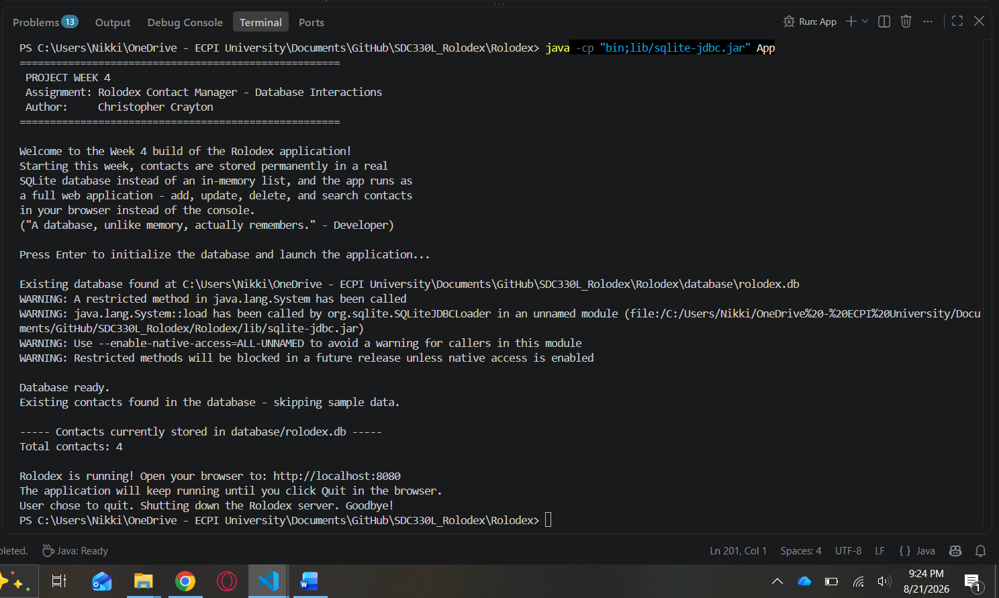 Problems 13 Output Debug Console Terminal Ports Run: App
PS C:\Users\Nikki\OneDrive - ECPI University\Documents\GitHub\SDC330L_Rolodex\Rolodex> java -cp "bin;lib/sqlite-jdbc.jar" App
=====================================================
PROJECT WEEK 4
Assignment: Rolodex Contact Manager - Database Interactions
Author: Christopher Crayton
=====================================================
Welcome to the Week 4 build of the Rolodex application!
Starting this week, contacts are stored permanently in a real
SQLite database instead of an in-memory list, and the app runs as
a full web application - add, update, delete, and search contacts
in your browser instead of the console.
("A database, unlike memory, actually remembers." - Developer)
Press Enter to initialize the database and launch the application...
Existing database found at C:\Users\Nikki\OneDrive - ECPI University\Documents\GitHub\SDC330L_Rolodex\Rolodex\database\rolodex.db
WARNING: A restricted method in java.lang.System has been called
WARNING: java.lang.System::load has been called by org.sqlite.SQLiteJDBCLoader in an unnamed module (file:/C:/Users/Nikki/OneDrive%20-%20ECPI%20University/Docu
ments/GitHub/SDC330L_Rolodex/Rolodex/lib/sqlite-jdbc.jar)
WARNING: Use --enable-native-access=ALL-UNNAMED to avoid a warning for callers in this module
WARNING: Restricted methods will be blocked in a future release unless native access is enabled
Database ready.
Existing contacts found in the database - skipping sample data.
----- Contacts currently stored in database/rolodex.db -----
Total contacts: 4
Rolodex is running! Open your browser to: http://localhost:8080
The application will keep running until you click Quit in the browser.
User chose to quit. Shutting down the Rolodex server. Goodbye!
PS C:\Users\Nikki\OneDrive - ECPI University\Documents\GitHub\SDC330L_Rolodex\Rolodex>
pleted. Java: Ready Ln 201, Col 1 Spaces: 4 UTF-8 LF { } Java
9:24 PM
8/21/2026 1